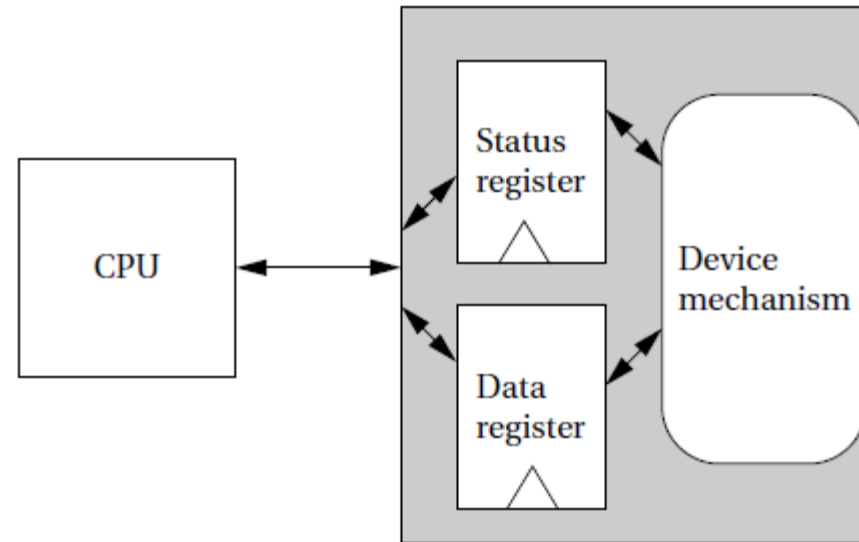 CPU
Status
register
Data
register
Device
mechanism